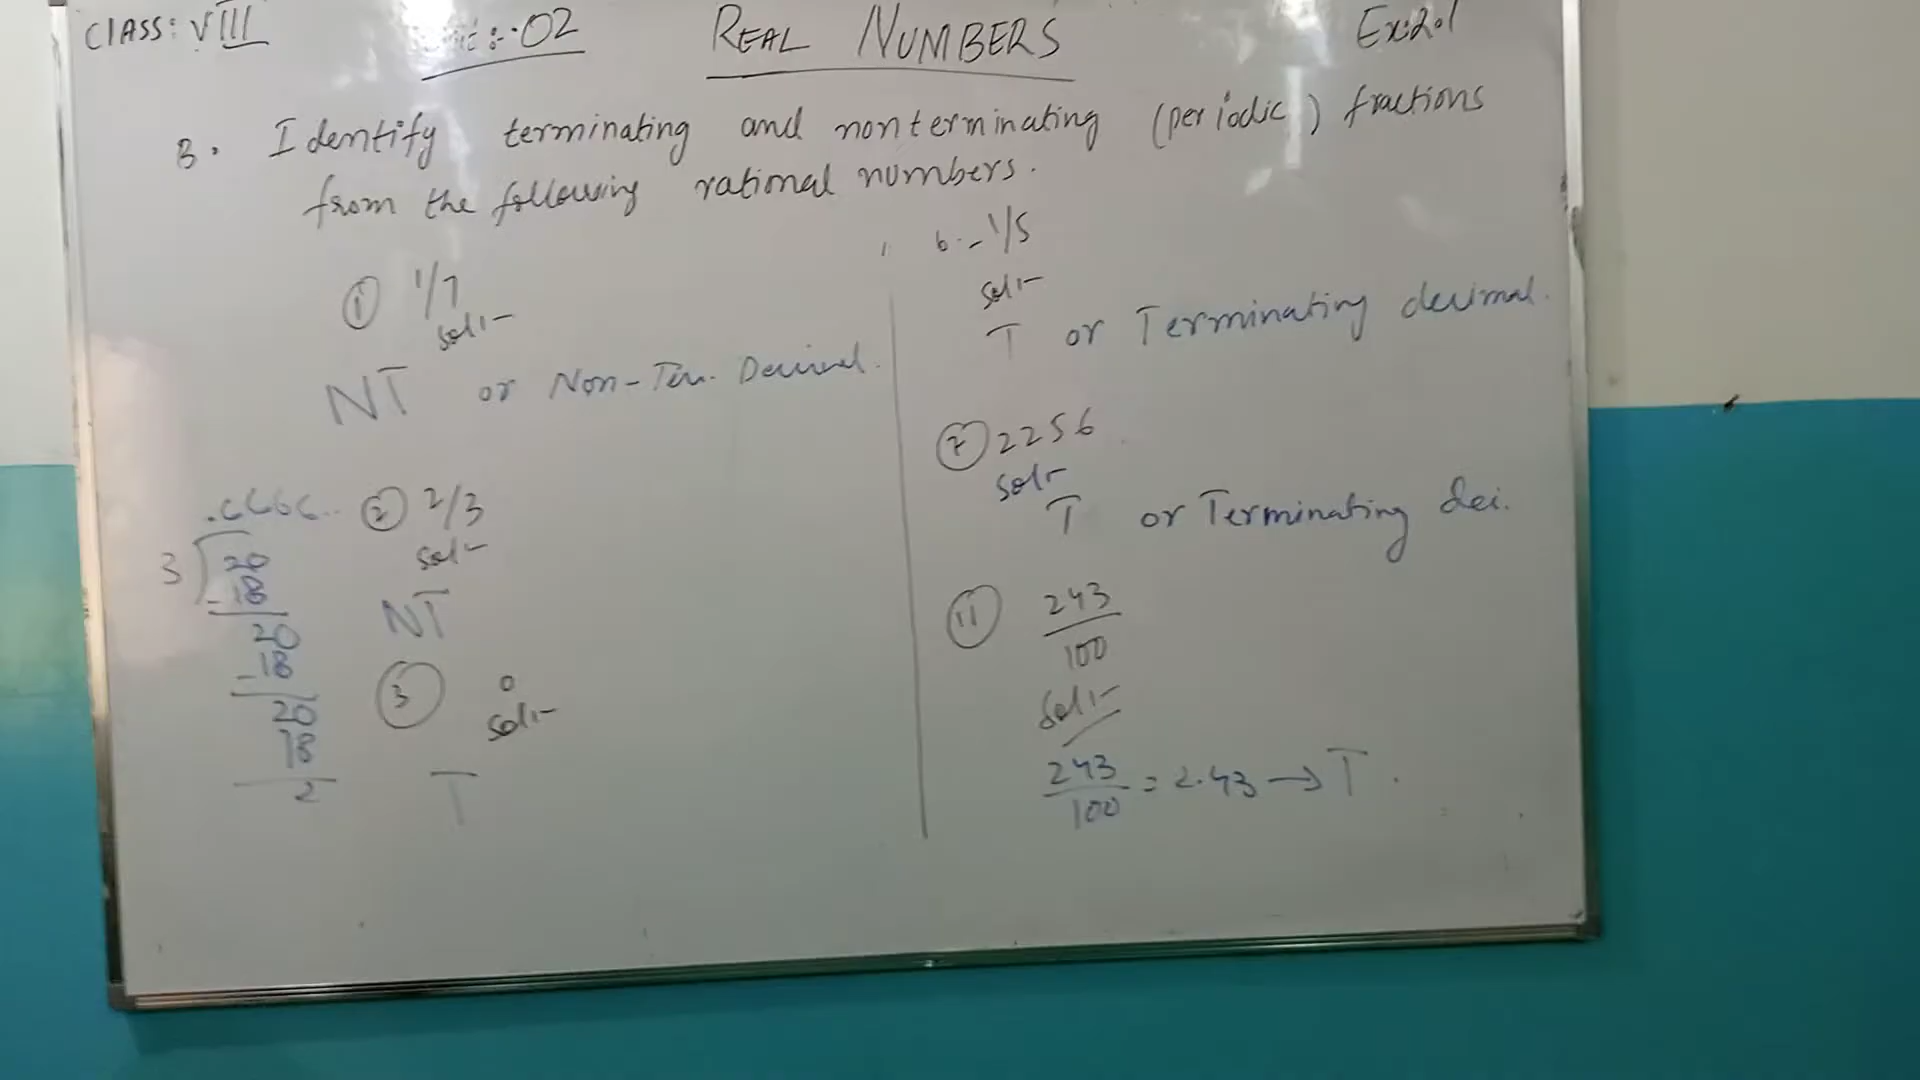 CLASS: VIII
:02
REAL NUMBERS
Ex:2.1
B. Identify terminating and nonterminating (periodic) fractions
from the following rational numbers.
① 1/7
Sol:-
NT or Non-Ter. Decimal.
.6666.. ② 2/3
Sol:-
3 20
-18
20
-18
20
18
2
NT
③ 0
Sol:-
T
6. -1/5
Sol:-
T or Terminating decimal.
⑦ 2256
Sol:-
T or Terminating dei.
⑪ 243
100
Sol:-
243
100 = 2.43 → T.